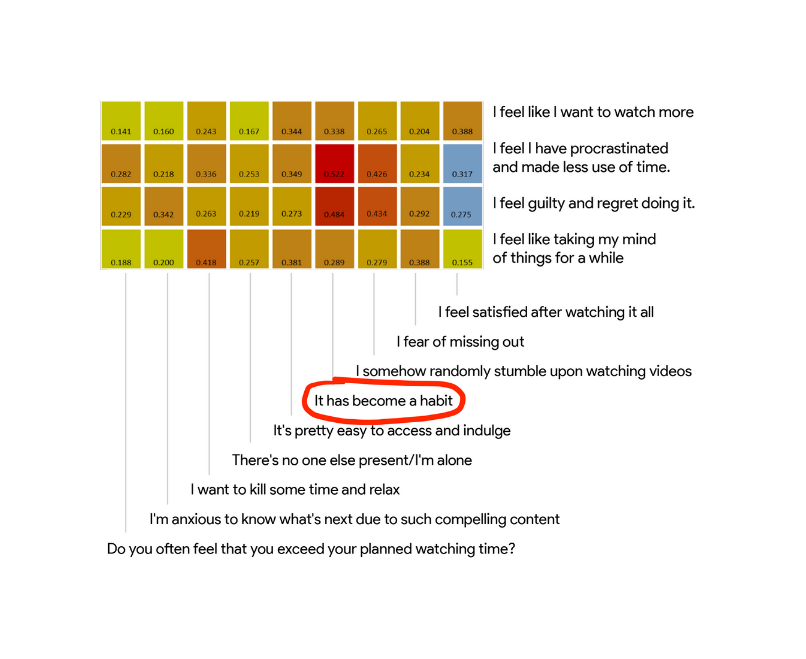 0.141 0.160 0.243 0.167 0.344 0.338 0.265 0.204 0.388 I feel like I want to watch more
I feel I have procrastinated
and made less use of time.
0.282 0.218 0.336 0.253 0.349 0.522 0.426 0.234 0.317
0.229 0.342 0.263 0.219 0.273 0.484 0.434 0.292 0.275 I feel guilty and regret doing it.
I feel like taking my mind
of things for a while
0.188 0.200 0.418 0.257 0.381 0.289 0.279 0.388 0.155
I feel satisfied after watching it all
I fear of missing out
I somehow randomly stumble upon watching videos
It has become a habit
It's pretty easy to access and indulge
There's no one else present/I'm alone
I want to kill some time and relax
I'm anxious to know what's next due to such compelling content
Do you often feel that you exceed your planned watching time?